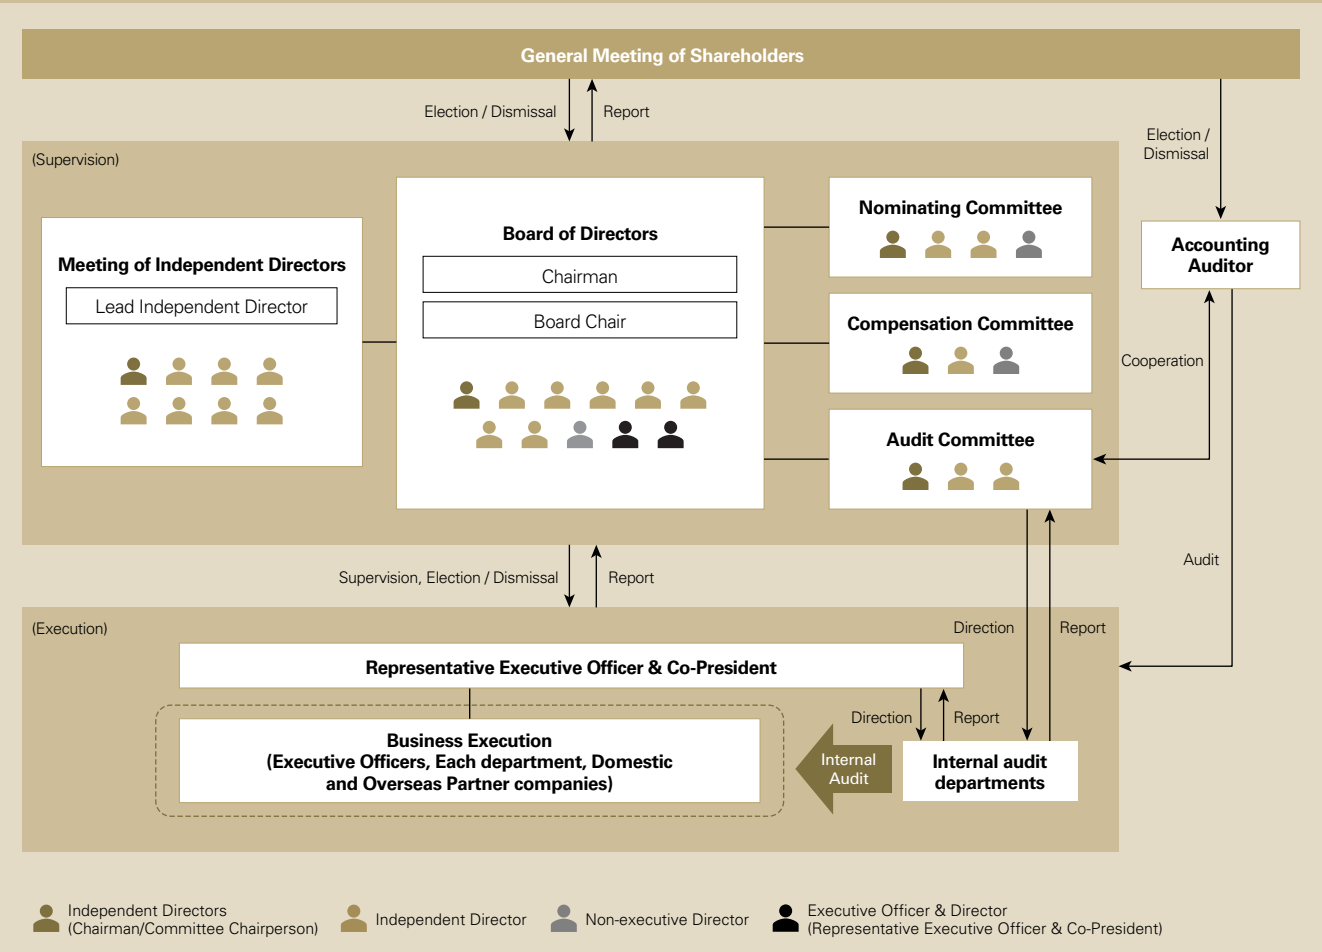 General Meeting of Shareholders
Election / Dismissal
Report
Election /
Dismissal
(Supervision)
Meeting of Independent Directors
Lead Independent Director
Board of Directors
Chairman
Board Chair
Nominating Committee
Compensation Committee
Audit Committee
Accounting
Auditor
Cooperation
Audit
Supervision, Election / Dismissal
Report
(Execution)
Direction
Report
Representative Executive Officer & Co-President
Direction
Report
Business Execution
(Executive Officers, Each department, Domestic
and Overseas Partner companies)
Internal
Audit
Internal audit
departments
Independent Directors
(Chairman/Committee Chairperson)
Independent Director
Non-executive Director
Executive Officer & Director
(Representative Executive Officer & Co-President)